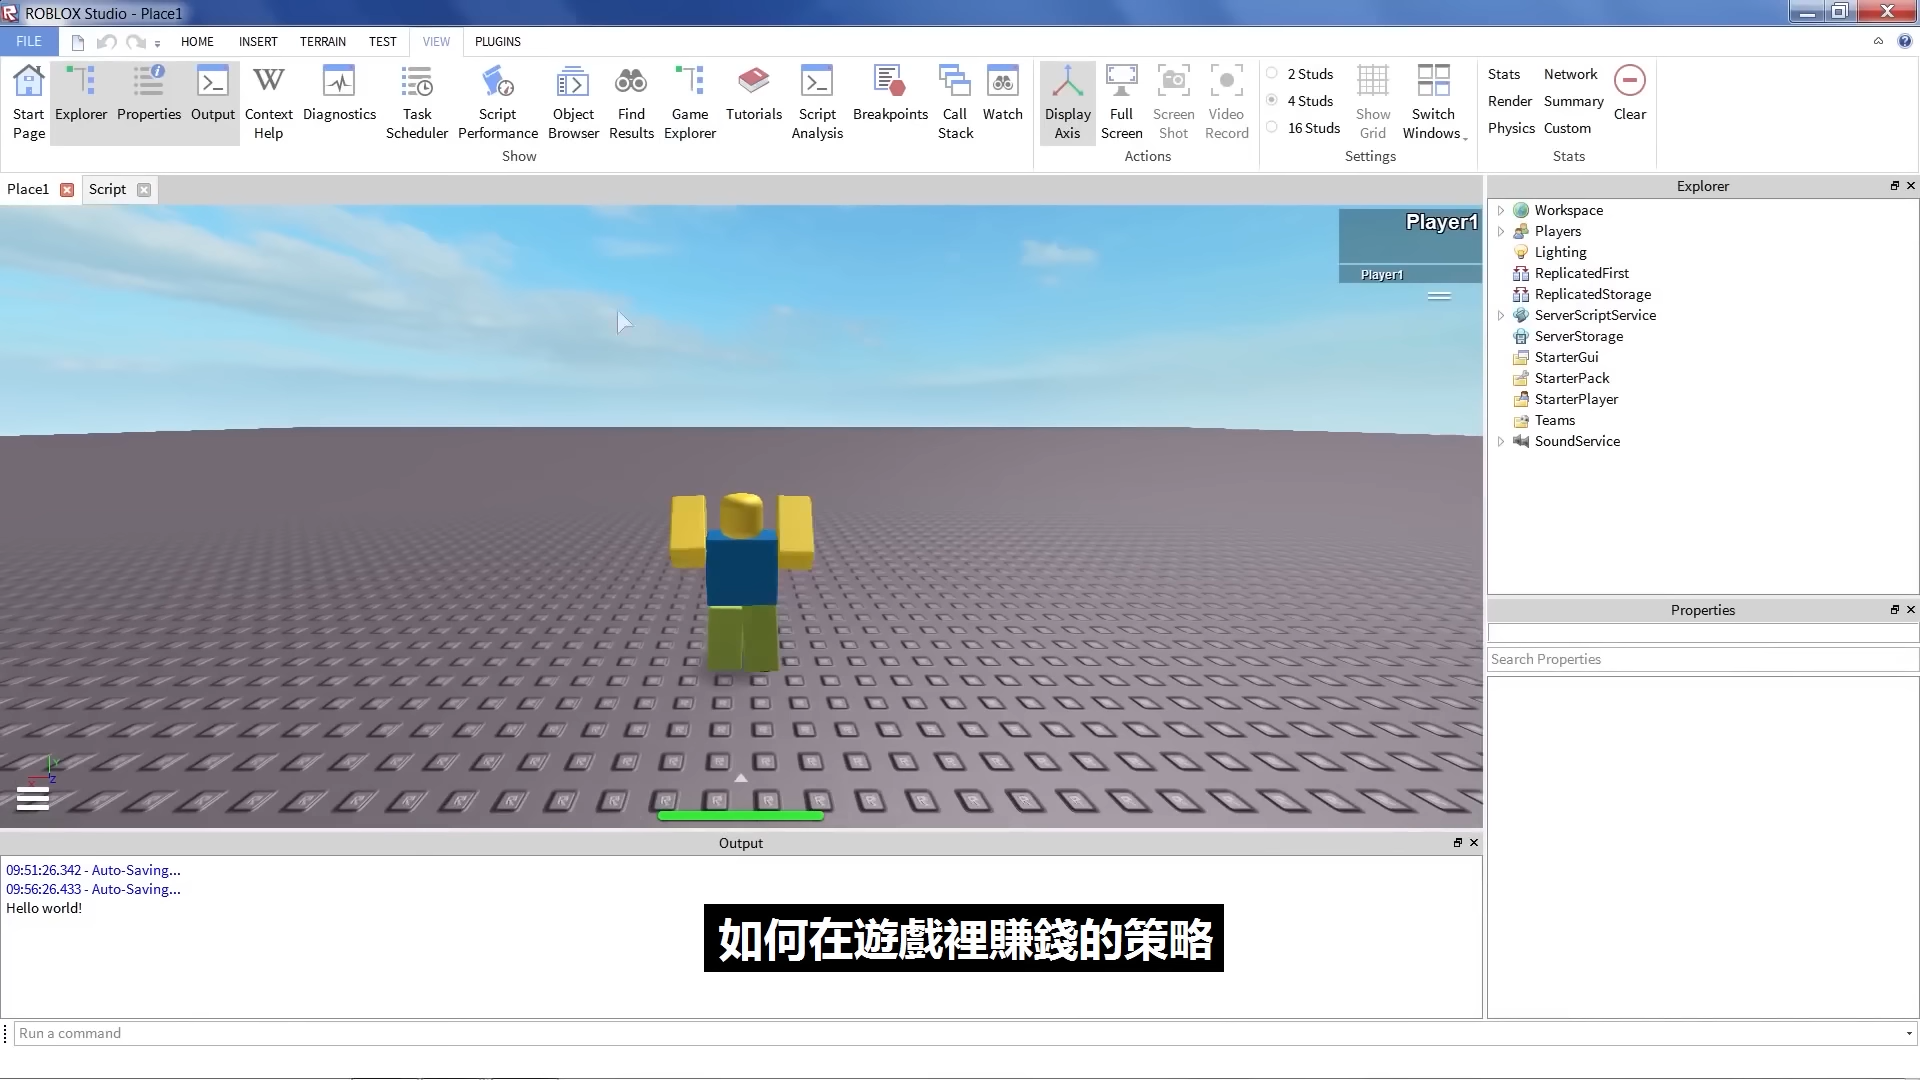 ROBLOX Studio - Place1
FILE HOME INSERT TERRAIN TEST VIEW PLUGINS
Start Page
Explorer
Properties
Output
Context Help
Diagnostics
Task Scheduler
Script Performance
Object Browser
Find Results
Game Explorer
Tutorials
Script Analysis
Breakpoints
Call Stack
Watch
Show
Display Axis
Full Screen
Screen Shot
Video Record
Actions
2 Studs
4 Studs
16 Studs
Show Grid
Switch Windows
Settings
Stats Network
Render Summary
Physics Custom
Clear
Stats
Place1 Script
Player1
Player1
Explorer
Workspace
Players
Lighting
ReplicatedFirst
ReplicatedStorage
ServerScriptService
ServerStorage
StarterGui
StarterPack
StarterPlayer
Teams
SoundService
Properties
Search Properties
Output
09:51:26.342 - Auto-Saving...
09:56:26.433 - Auto-Saving...
Hello world!
如何在遊戲裡賺錢的策略
Run a command